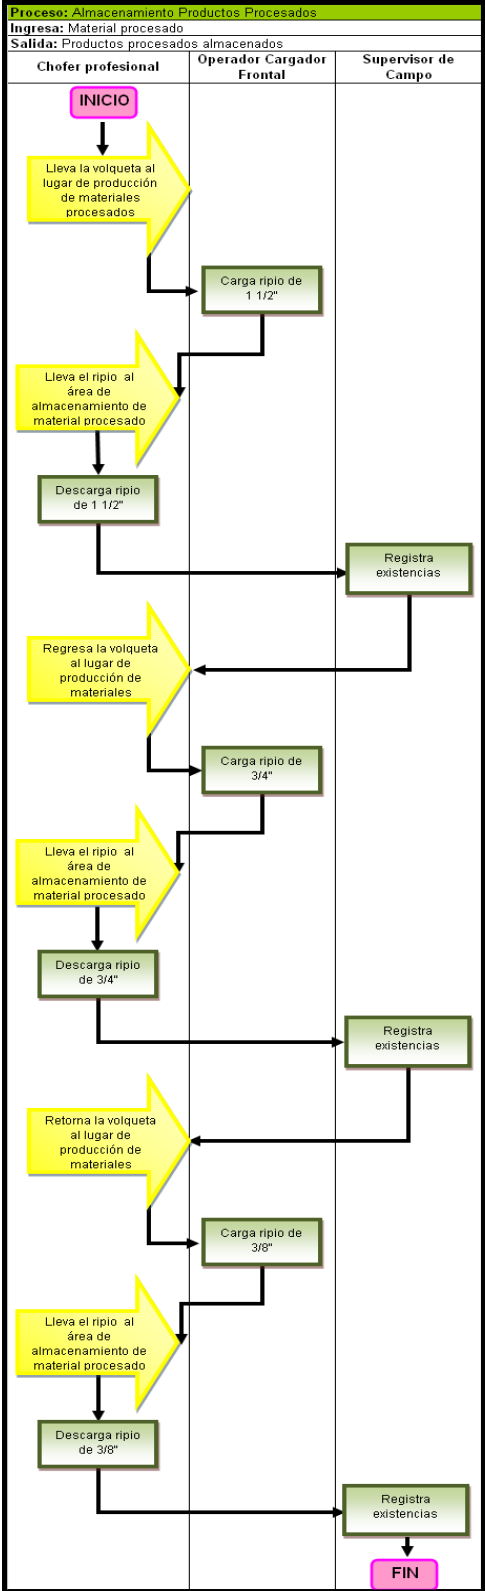 Proceso: Almacenamiento Productos Procesados
Ingresa: Material procesado
Salida: Productos procesados almacenados
Chofer profesional
Operador Cargador
Frontal
Supervisor de
Campo
INICIO
Lleva la volqueta al
lugar de producción
de materiales
procesados
Carga ripio de
1 1/2"
Lleva el ripio al
área de
almacenamiento de
material procesado
Descarga ripio
de 1 1/2"
Registra
existencias
Regresa la volqueta
al lugar de
producción de
materiales
Carga ripio de
3/4"
Lleva el ripio al
área de
almacenamiento de
material procesado
Descarga ripio
de 3/4"
Registra
existencias
Retorna la volqueta
al lugar de
producción de
materiales
Carga ripio de
3/8"
Lleva el ripio al
área de
almacenamiento de
material procesado
Descarga ripio
de 3/8"
Registra
existencias
FIN